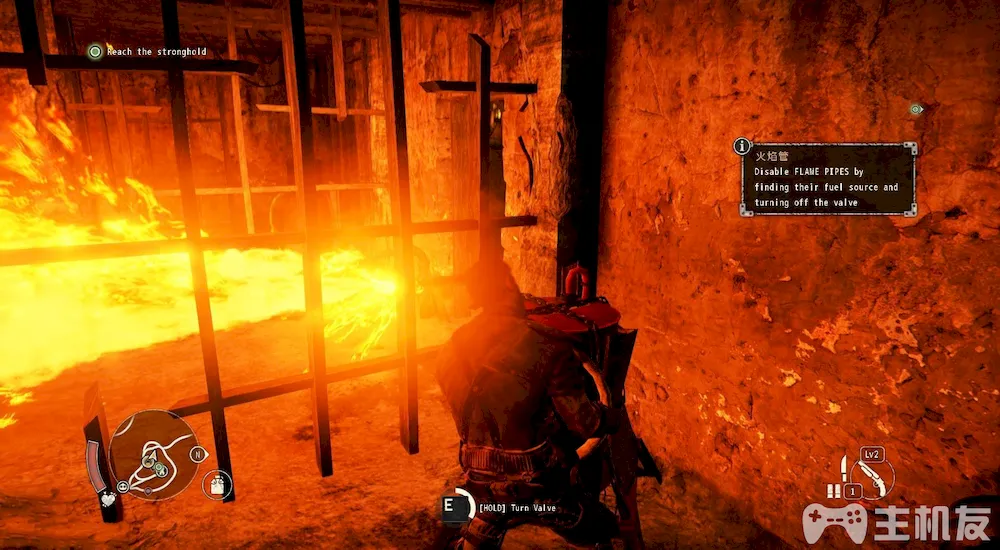 Reach the stronghold
火焰管
Disable FLAME PIPES by
finding their fuel source and
turning off the valve
N
Lv2
1
E [HOLD] Turn Valve
主机友